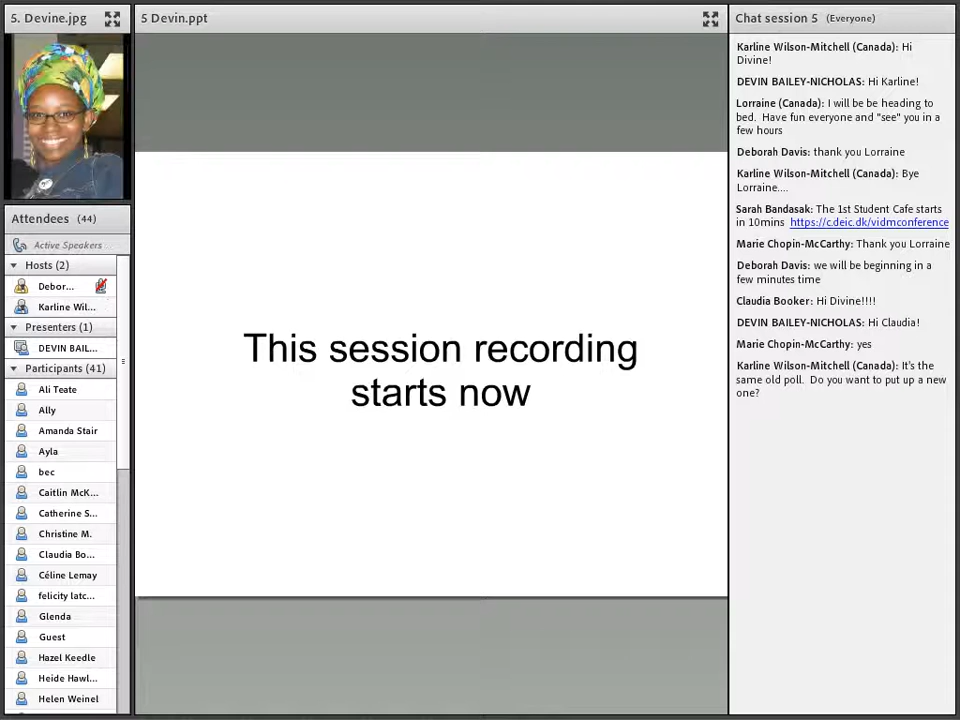 5. Devine.jpg
5 Devin.ppt
Chat session 5 (Everyone)
Attendees (44)
Active Speakers
Hosts (2)
Debor...
Karline Wil...
Presenters (1)
DEVIN BAIL...
Participants (41)
Ali Teate
Ally
Amanda Stair
Ayla
bec
Caitlin McK...
Catherine S...
Christine M.
Claudia Bo...
Céline Lemay
felicity latc...
Glenda
Guest
Hazel Keedle
Heide Hawl...
Helen Weinel
This session recording
starts now
Karline Wilson-Mitchell (Canada): Hi
Divine!
DEVIN BAILEY-NICHOLAS: Hi Karline!
Lorraine (Canada): I will be be heading to
bed. Have fun everyone and "see" you in a
few hours
Deborah Davis: thank you Lorraine
Karline Wilson-Mitchell (Canada): Bye
Lorraine....
Sarah Bandasak: The 1st Student Cafe starts
in 10mins https://c.deic.dk/vidmconference
Marie Chopin-McCarthy: Thank you Lorraine
Deborah Davis: we will be beginning in a
few minutes time
Claudia Booker: Hi Divine!!!!
DEVIN BAILEY-NICHOLAS: Hi Claudia!
Marie Chopin-McCarthy: yes
Karline Wilson-Mitchell (Canada): It's the
same old poll. Do you want to put up a new
one?